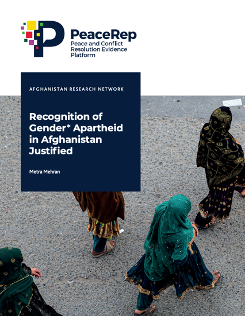 PeaceRep
Peace and Conflict
Resolution Evidence
Platform
AFGHANISTAN RESEARCH NETWORK
Recognition of
Gender* Apartheid
in Afghanistan
Justified
Metra Mehran